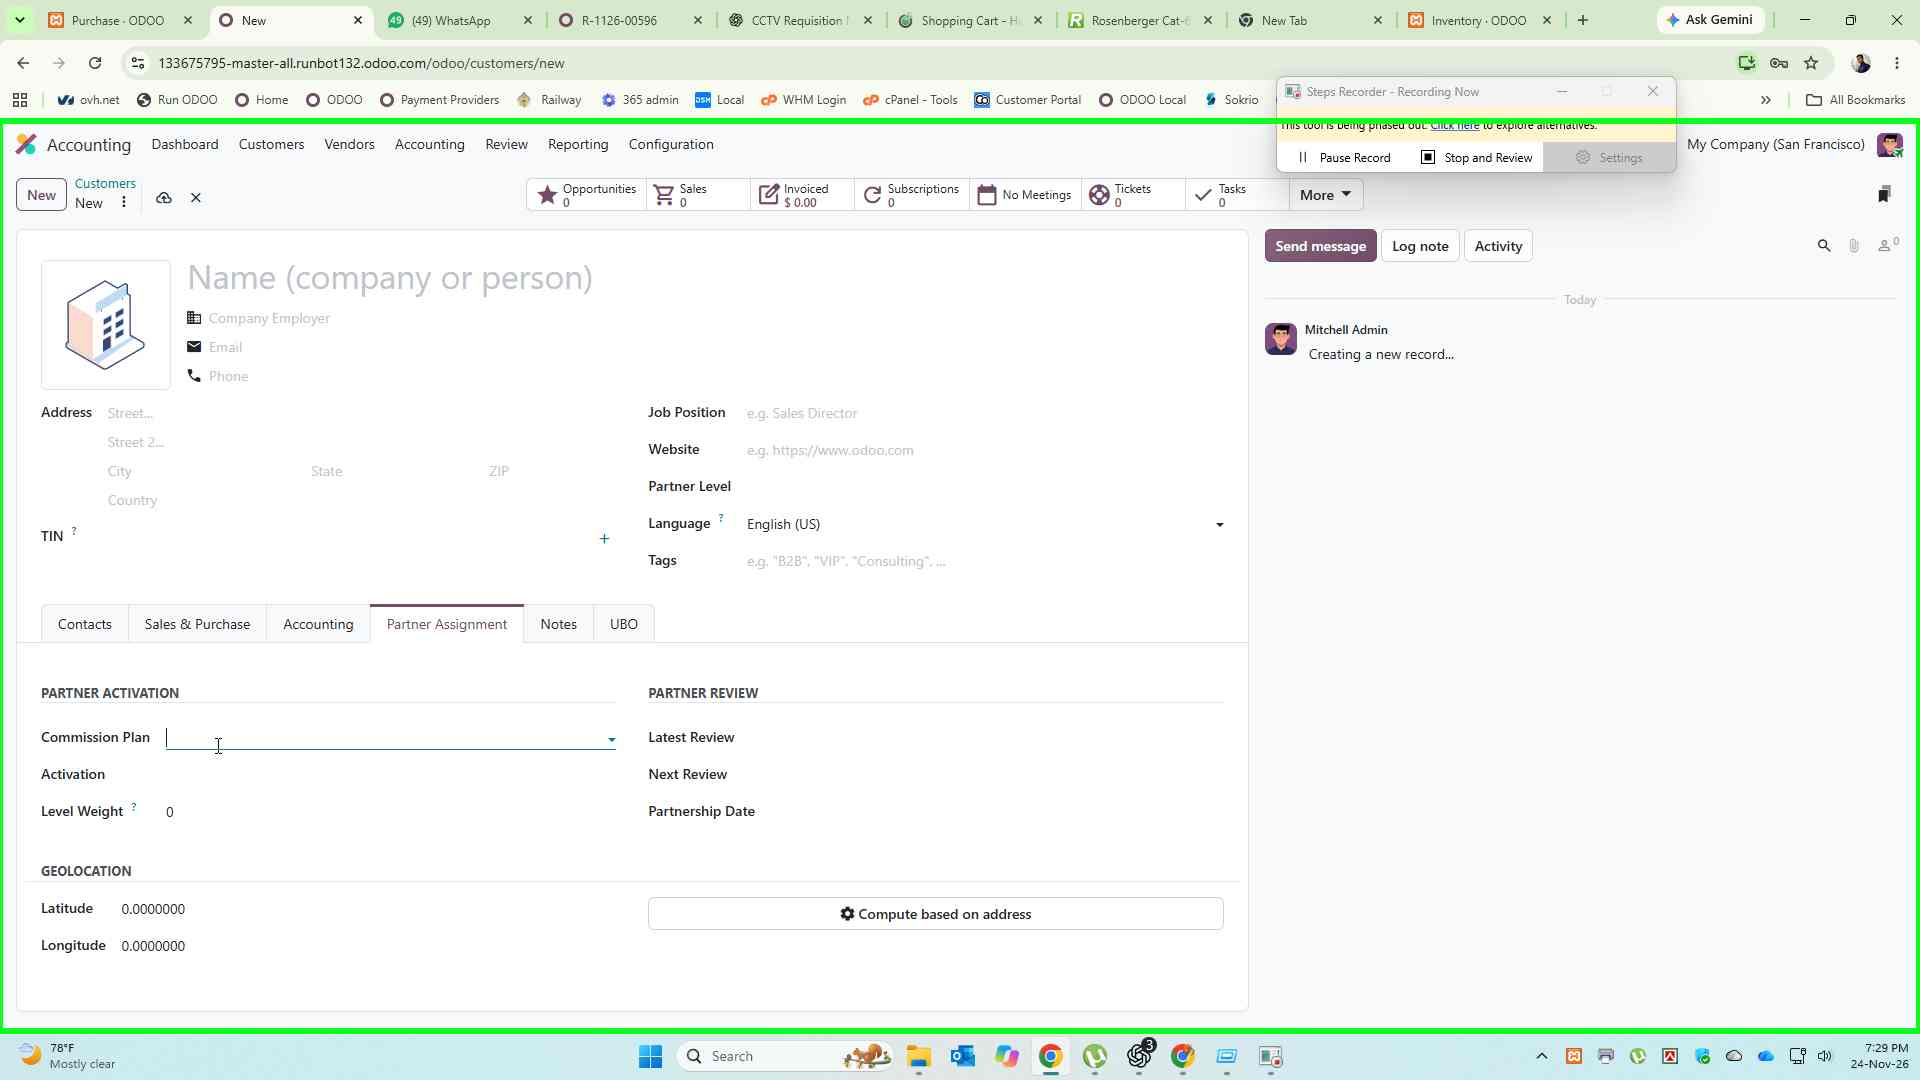 Purchase · ODOO
New
49
(49) WhatsApp
R-1126-00596
CCTV Requisition
Shopping Cart - H
Rosenberger Cat-6
New Tab
Inventory · ODOO
Ask Gemini
133675795-master-all.runbot132.odoo.com/odoo/customers/new
ovh.net
Run ODOO
Home
ODOO
Payment Providers
Railway
365 admin
DSM
Local
WHM Login
cPanel - Tools
Customer Portal
ODOO Local
Sokrio
All Bookmarks
Steps Recorder - Recording Now
This tool is being phased out. Click here to explore alternatives.
Pause Record
Stop and Review
Settings
Accounting
Dashboard
Customers
Vendors
Accounting
Review
Reporting
Configuration
My Company (San Francisco)
New
Customers
New
Opportunities
0
Sales
0
Invoiced
$ 0.00
Subscriptions
0
No Meetings
Tickets
0
Tasks
0
More
Name (company or person)
Company Employer
Email
Phone
Address
Street...
Street 2...
City
State
ZIP
Country
TIN ?
Job Position
e.g. Sales Director
Website
e.g. https://www.odoo.com
Partner Level
Language ?
English (US)
Tags
e.g. "B2B", "VIP", "Consulting", ...
Contacts
Sales & Purchase
Accounting
Partner Assignment
Notes
UBO
PARTNER ACTIVATION
Commission Plan
Activation
Level Weight ?
0
PARTNER REVIEW
Latest Review
Next Review
Partnership Date
GEOLOCATION
Latitude
0.0000000
Longitude
0.0000000
Compute based on address
Send message
Log note
Activity
0
Today
Mitchell Admin
Creating a new record...
78°F
Mostly clear
Search
3
7:29 PM
24-Nov-26